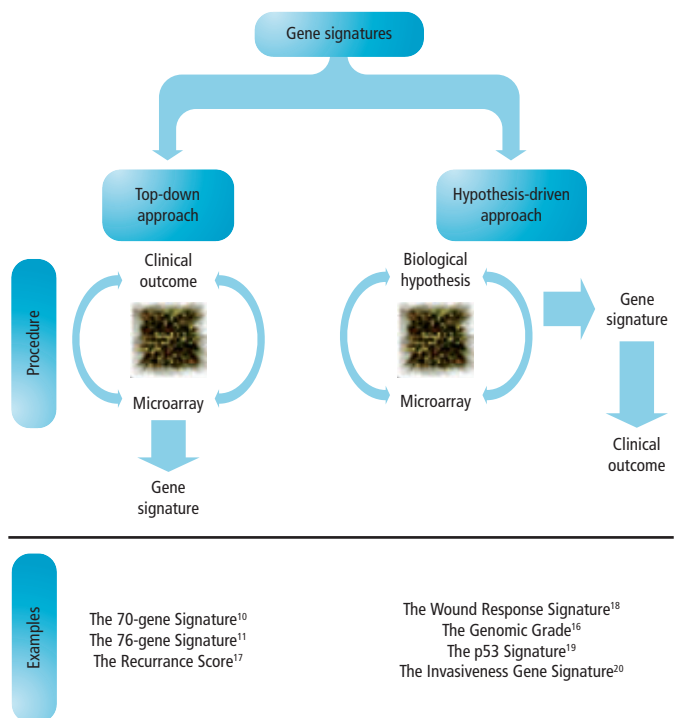 Gene signatures
Top-down
approach
Hypothesis-driven
approach
Procedure
Clinical
outcome
Microarray
Gene
signature
Biological
hypothesis
Microarray
Gene
signature
Clinical
outcome
Examples
The 70-gene Signature¹⁰
The 76-gene Signature¹¹
The Recurrance Score¹⁷
The Wound Response Signature¹⁸
The Genomic Grade¹⁶
The p53 Signature¹⁹
The Invasiveness Gene Signature²⁰